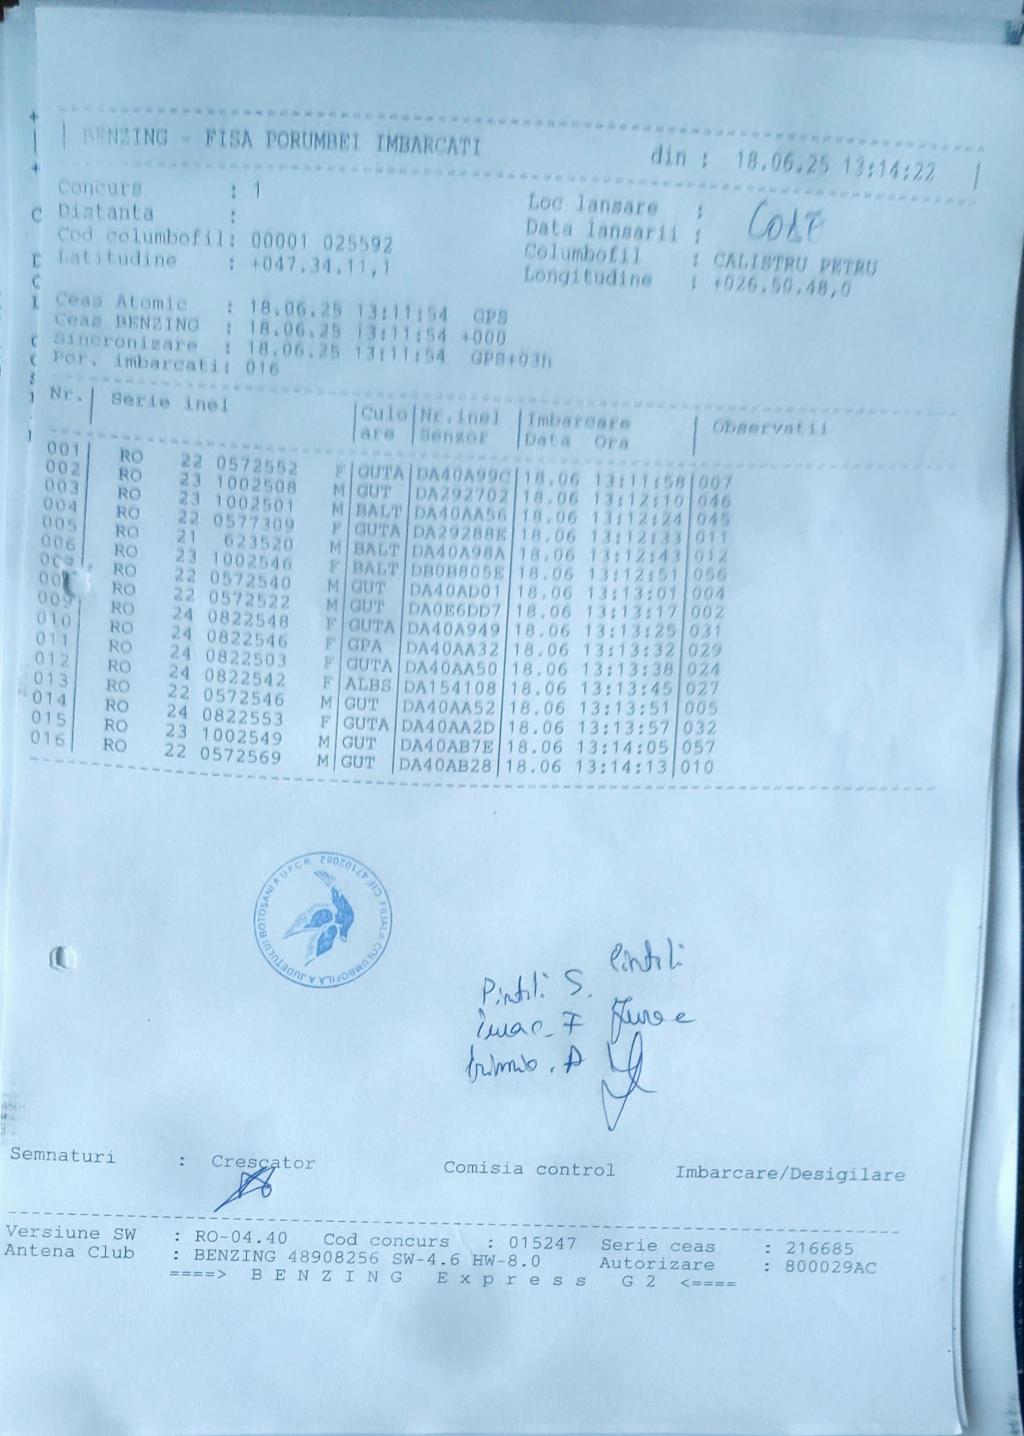 BENZING - FISA PORUMBEI IMBARCATI din : 18.06.25 13:14:22
Concurs : 1 Loc lansare :
Distanta : Data lansarii :
Cod columbofil: 00001 025592 Columbofil : CALISTRU PETRU
Latitudine : +047.34.11,1 Longitudine : +026.50.48,0
Ceas Atomic : 18.06.25 13:11:54 GPS
Ceas BENZING : 18.06.25 13:11:54 +000
Sincronizare : 18.06.25 13:11:54 GPS+03h
Por. imbarcati: 016
Nr. Serie inel Culo Nr.inel Imbarcare Observatii
are Senzor Data Ora
001 RO 22 0572552 F GUTA DA40A99C 18.06 13:11:58 007
002 RO 23 1002508 M GUT DA292702 18.06 13:12:10 046
003 RO 23 1002501 M BALT DA40AA56 18.06 13:12:24 045
004 RO 22 0577309 F GUTA DA29288E 18.06 13:12:33 011
005 RO 21 623520 M BALT DA40A98A 18.06 13:12:43 012
006 RO 23 1002546 F BALT DB0B805E 18.06 13:12:51 056
RO 22 0572540 M GUT DA40AD01 18.06 13:13:01 004
RO 22 0572522 M GUT DA0E6DD7 18.06 13:13:17 002
009 RO 24 0822548 F GUTA DA40A949 18.06 13:13:25 031
010 RO 24 0822546 F GPA DA40AA32 18.06 13:13:32 029
011 RO 24 0822503 F GUTA DA40AA50 18.06 13:13:38 024
012 RO 24 0822542 F ALBS DA154108 18.06 13:13:45 027
013 RO 22 0572546 M GUT DA40AA52 18.06 13:13:51 005
014 RO 24 0822553 F GUTA DA40AA2D 18.06 13:13:57 032
015 RO 23 1002549 M GUT DA40AB7E 18.06 13:14:05 057
016 RO 22 0572569 M GUT DA40AB28 18.06 13:14:13 010
FILIALA COLUMBOFILA A JUDEŢULUI BOTOSANI A U.F.C.R. CIF 47102082
Pintili S. Pintili
Semnaturi : Crescator Comisia control Imbarcare/Desigilare
Versiune SW : RO-04.40 Cod concurs : 015247 Serie ceas : 216685
Antena Club : BENZING 48908256 SW-4.6 HW-8.0 Autorizare : 800029AC
====> B E N Z I N G E x p r e s s G 2 <====